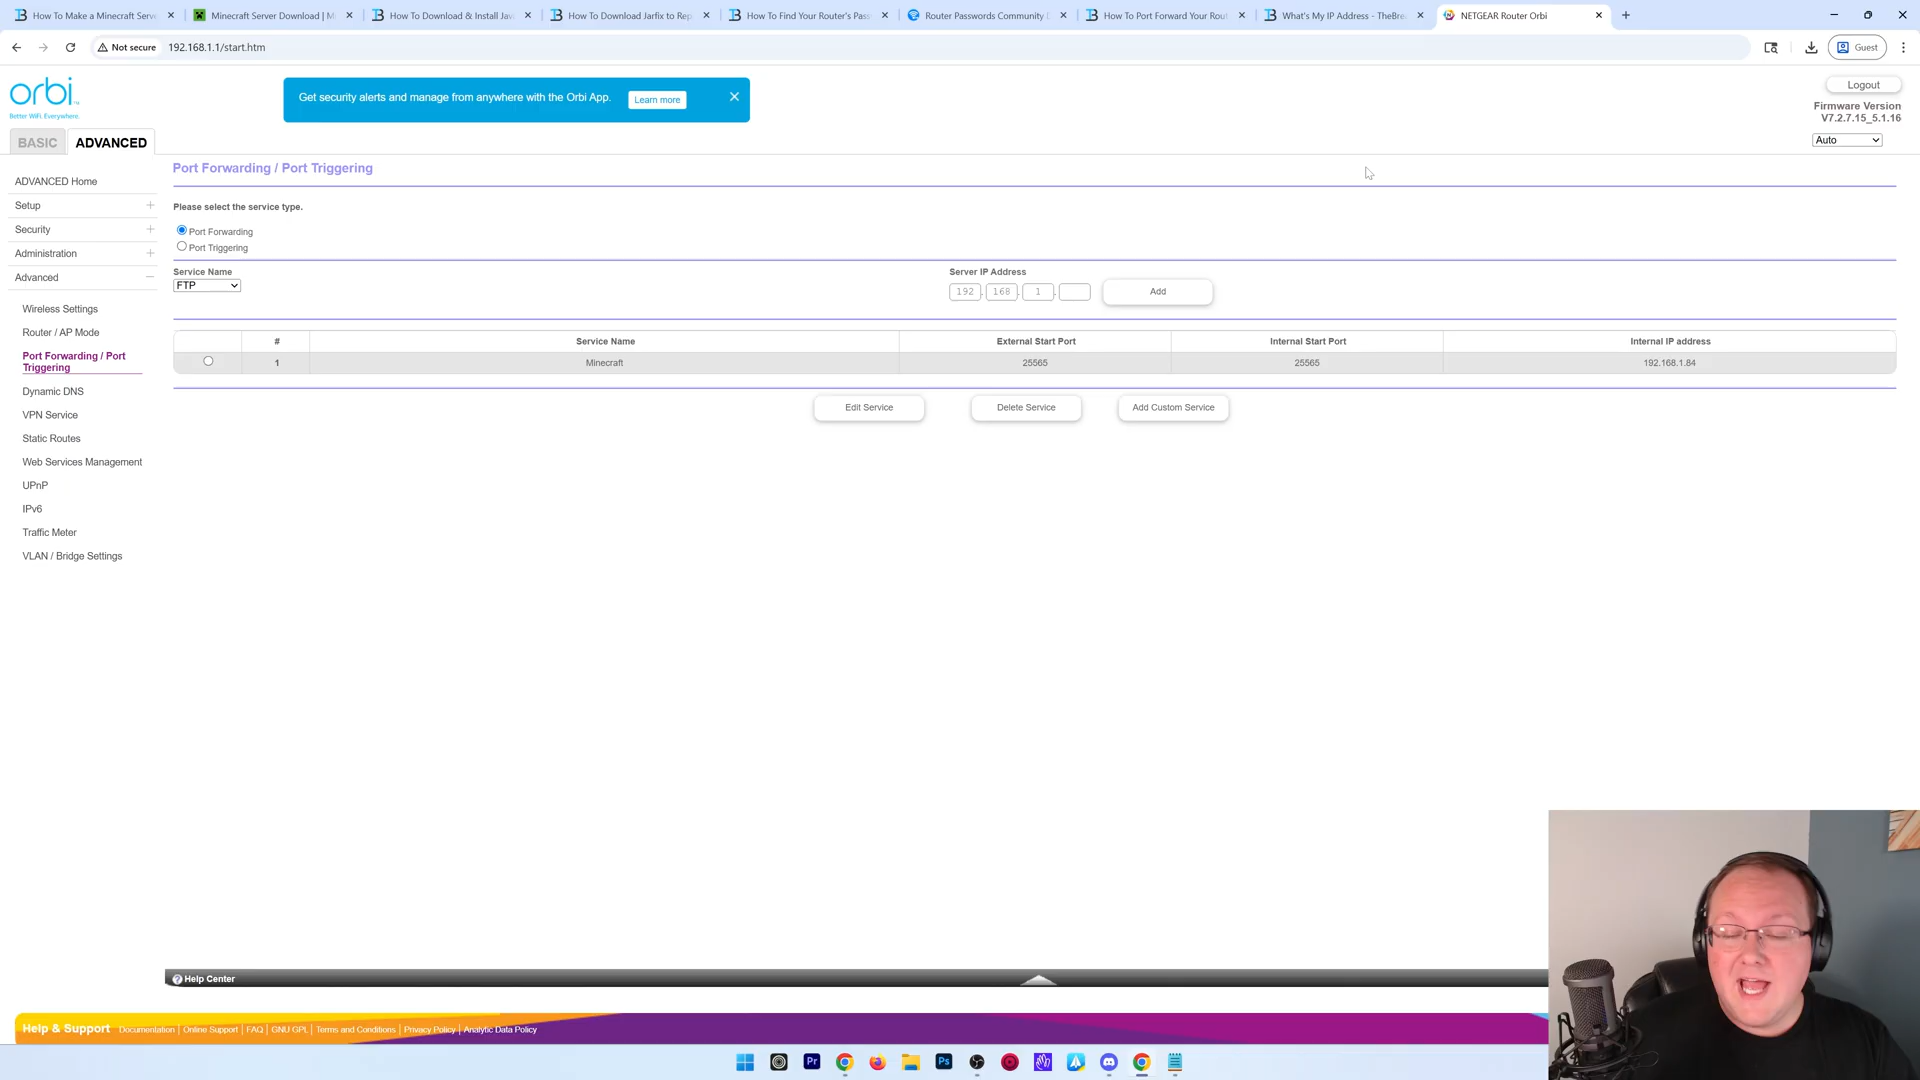 How To Make a Minecraft Serve
Minecraft Server Download | M
How To Download & Install Jav
How To Download Jarfix to Rep
How To Find Your Router's Pass
Router Passwords Community D
How To Port Forward Your Rout
What's My IP Address - TheBre
NETGEAR Router Orbi
Not secure
192.168.1.1/start.htm
Guest
orbi
Better WiFi. Everywhere.
Get security alerts and manage from anywhere with the Orbi App.
Learn more
Logout
Firmware Version
V7.2.7.15_5.1.16
Auto
BASIC
ADVANCED
ADVANCED Home
Setup
Security
Administration
Advanced
Wireless Settings
Router / AP Mode
Port Forwarding / Port
Triggering
Dynamic DNS
VPN Service
Static Routes
Web Services Management
UPnP
IPv6
Traffic Meter
VLAN / Bridge Settings
Port Forwarding / Port Triggering
Please select the service type.
Port Forwarding
Port Triggering
Service Name
FTP
Server IP Address
192 . 168 . 1 .
Add
# Service Name External Start Port Internal Start Port Internal IP address
1 Minecraft 25565 25565 192.168.1.84
Edit Service
Delete Service
Add Custom Service
? Help Center
Help & Support Documentation | Online Support | FAQ | GNU GPL | Terms and Conditions | Privacy Policy | Analytic Data Policy
Pr
Ps